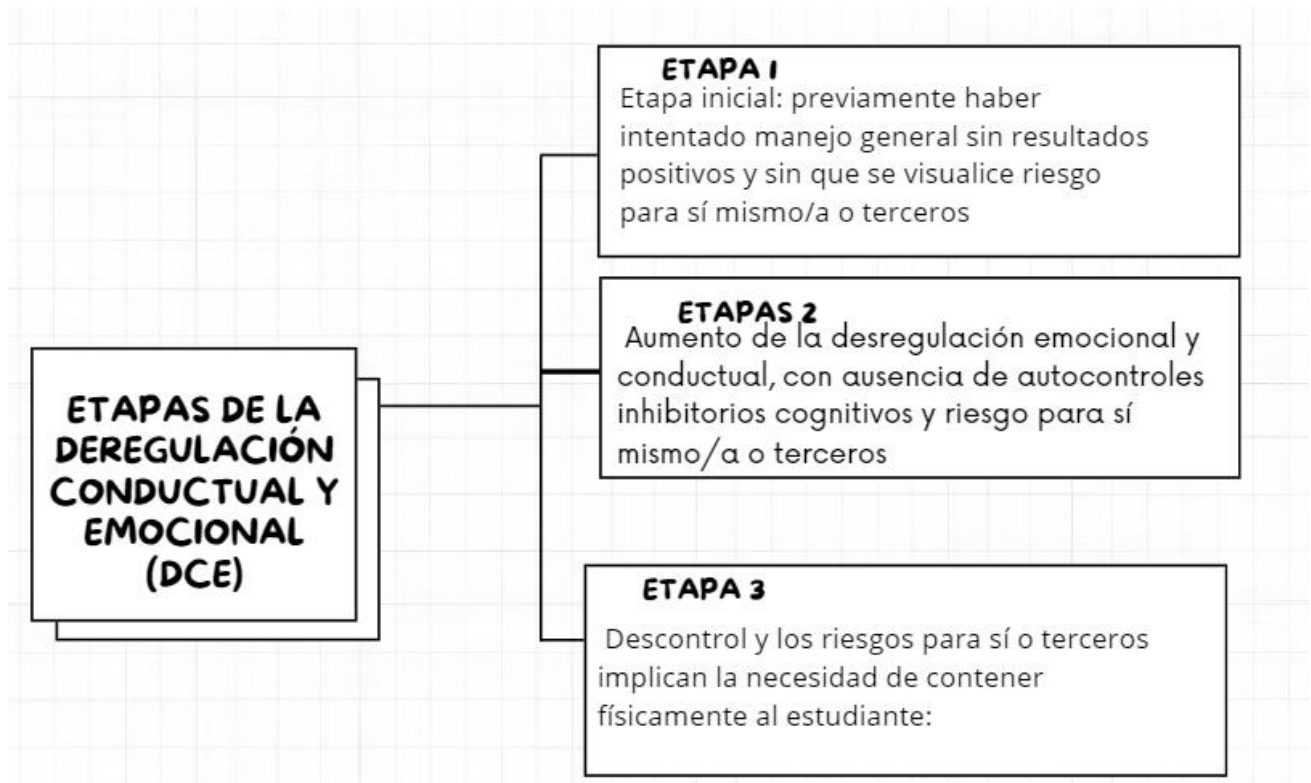 ETAPAS DE LA
DEREGULACIÓN
CONDUCTUAL Y
EMOCIONAL
(DCE)
ETAPA 1
Etapa inicial: previamente haber
intentado manejo general sin resultados
positivos y sin que se visualice riesgo
para sí mismo/a o terceros
ETAPAS 2
Aumento de la desregulación emocional y
conductual, con ausencia de autocontroles
inhibitorios cognitivos y riesgo para sí
mismo/a o terceros
ETAPA 3
Descontrol y los riesgos para sí o terceros
implican la necesidad de contener
físicamente al estudiante: